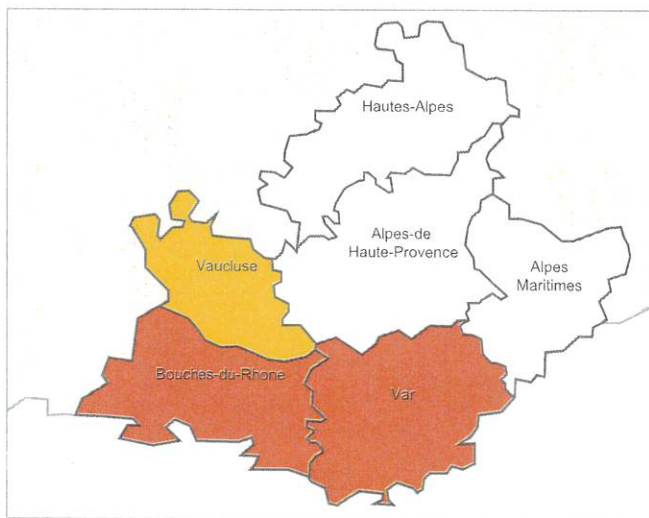 Hautes-Alpes
Alpes-de
Haute-Provence
Vaucluse
Alpes
Maritimes
Bouches-du-Rhone
Var